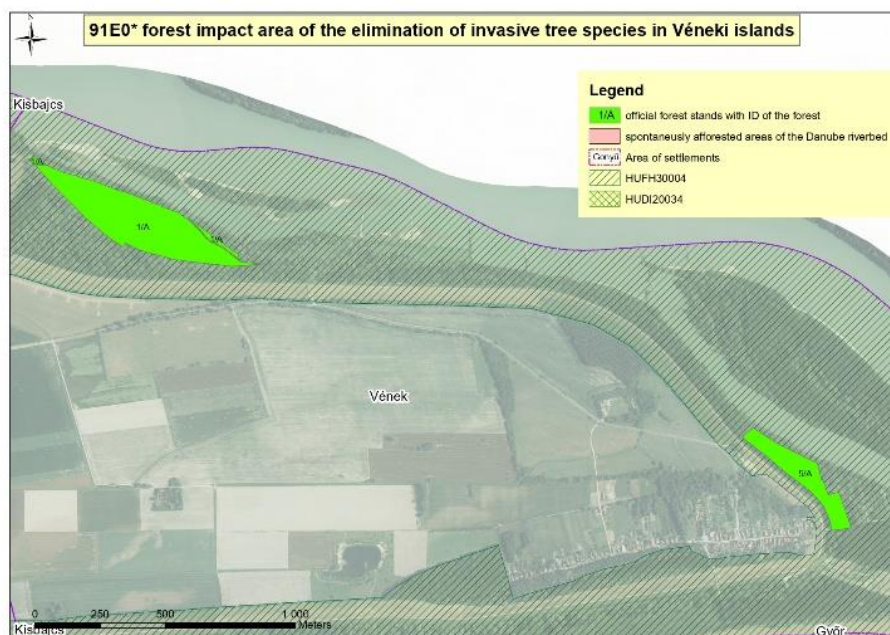 91E0* forest impact area of the elimination of invasive tree species in Véneki islands
N
Kisbajcs
Legend
1/A official forest stands with ID of the forest
spontaneusly afforested areas of the Danube riverbed
Gönyű Area of settlements
HUFH30004
HUDI20034
1/A
1/A
1/A
Vének
5/A
0 250 500 1 000
Meters
Kisbajcs
Győr